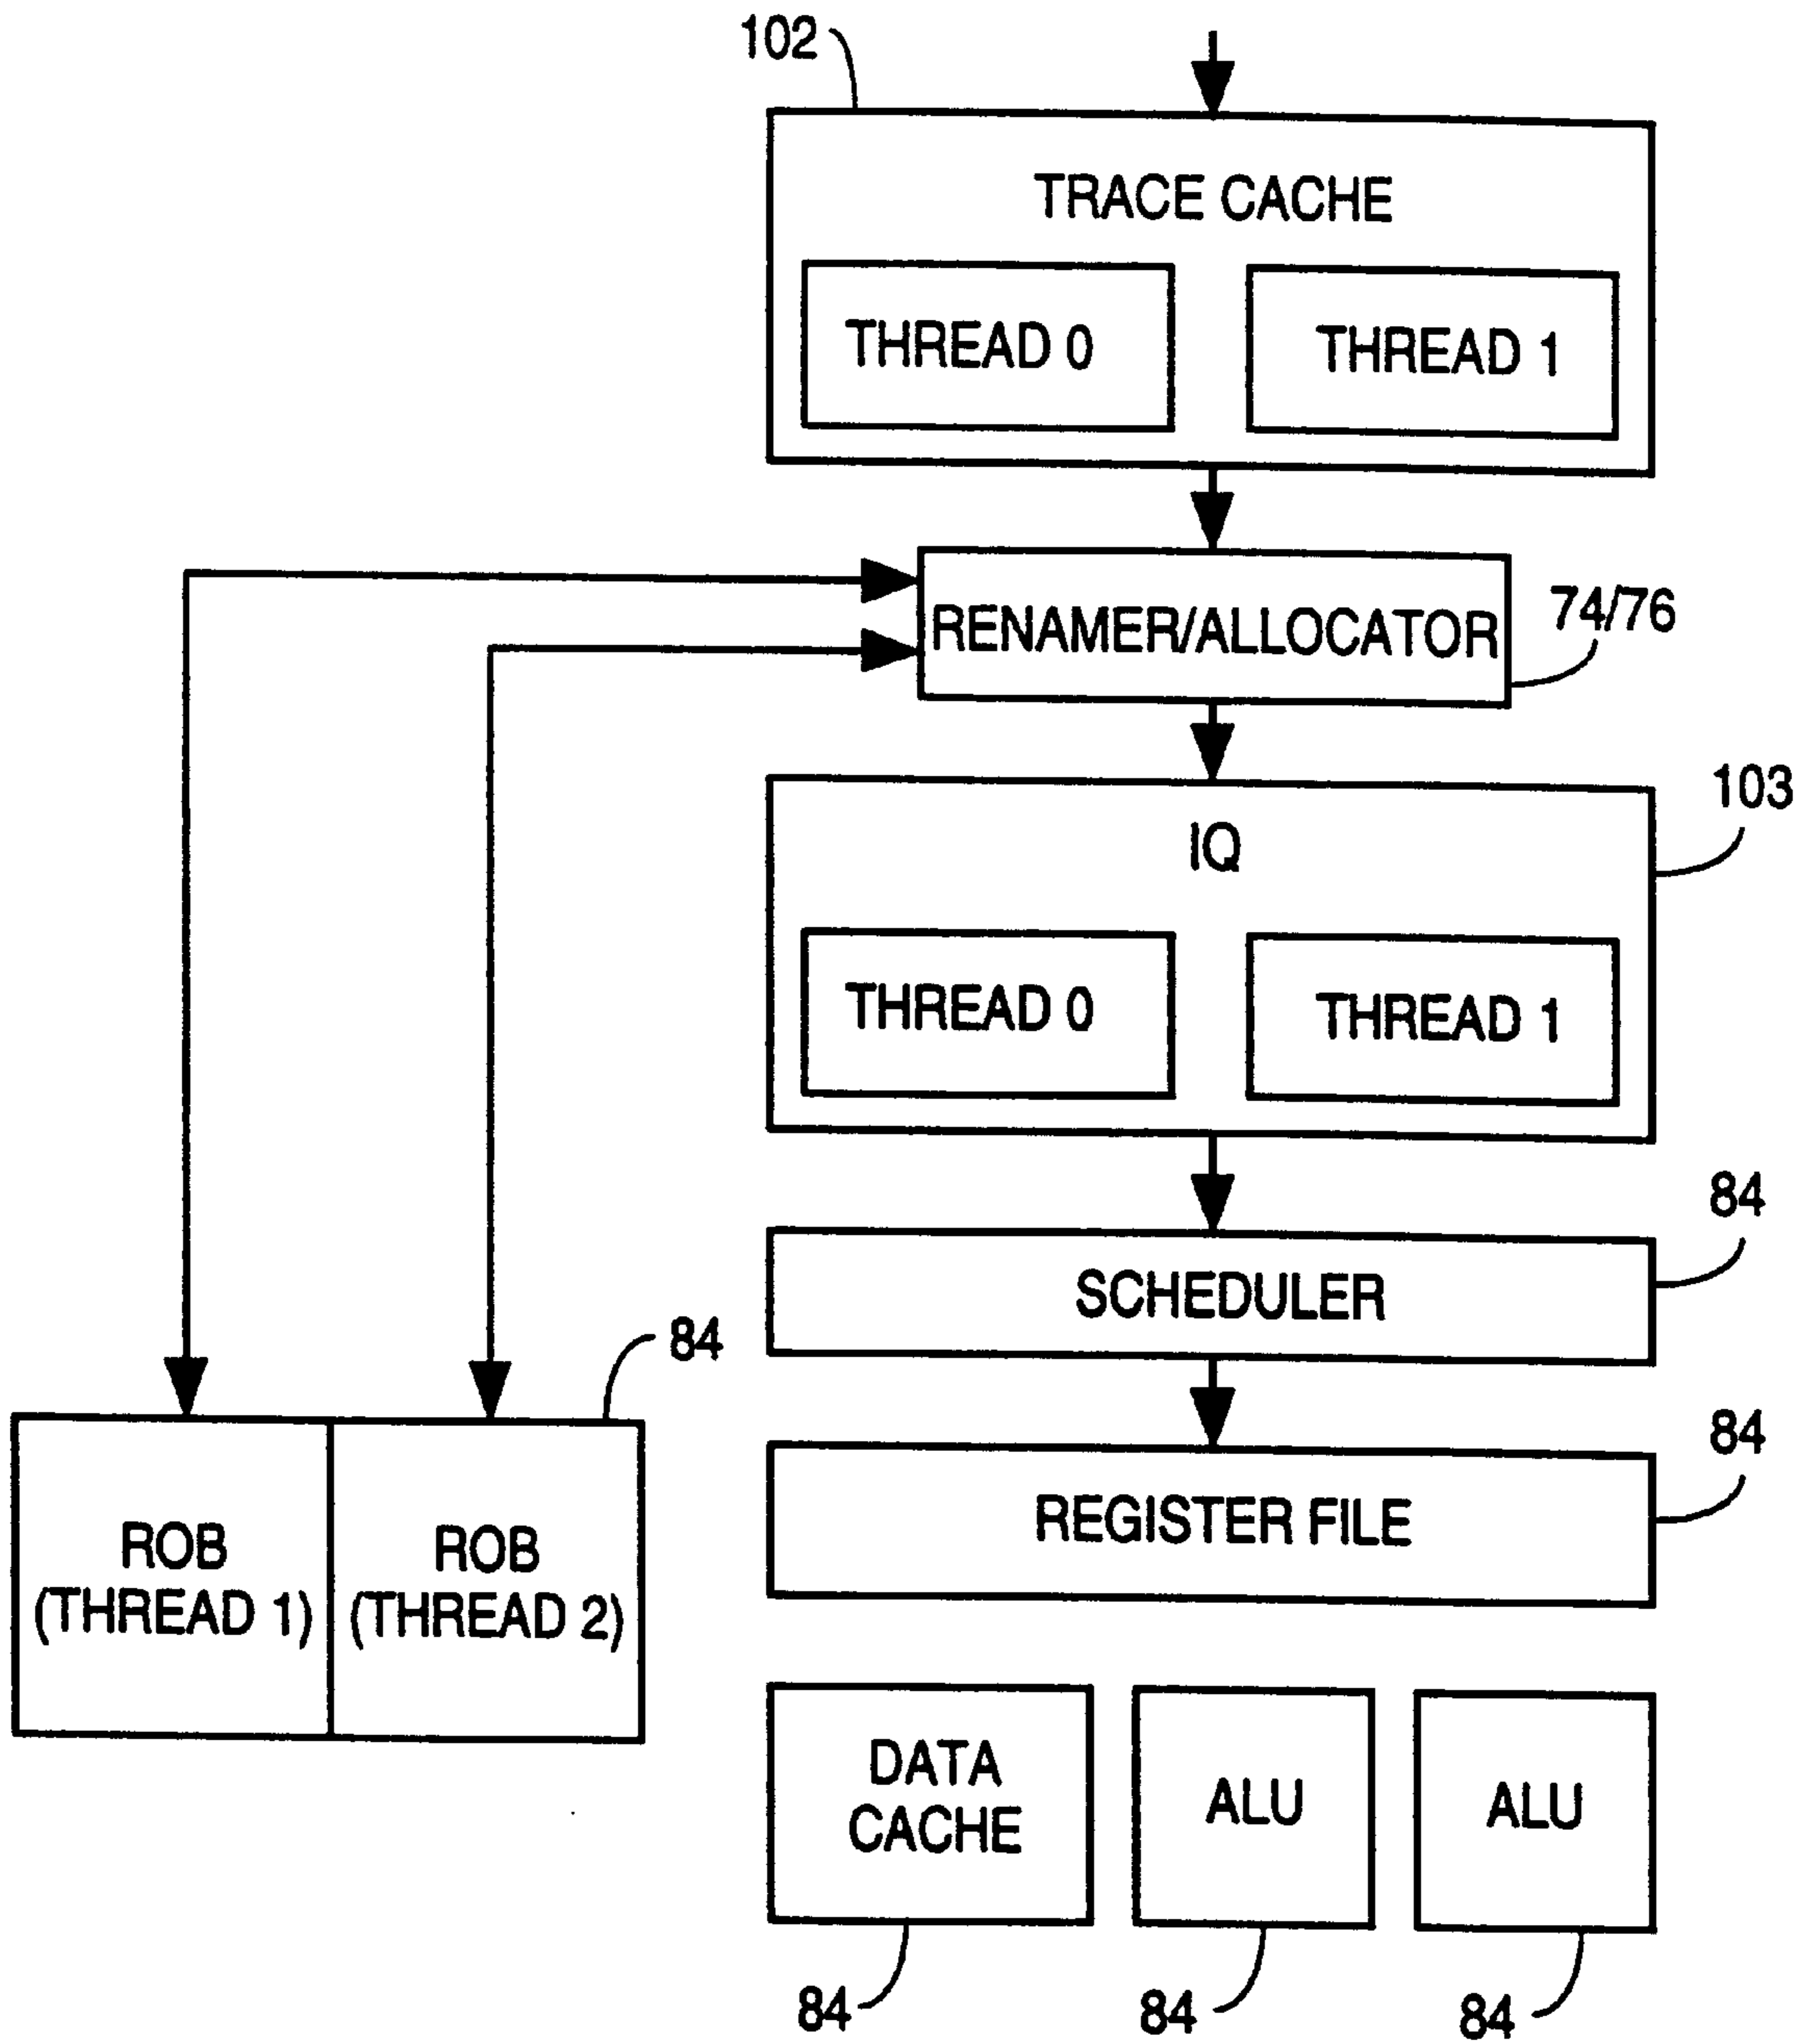 102
TRACE CACHE
THREAD 0
THREAD 1
RENAMER/ALLOCATOR
74/76
IQ
103
THREAD 0
THREAD 1
SCHEDULER
84
84
REGISTER FILE
84
ROB
(THREAD 1)
ROB
(THREAD 2)
DATA
CACHE
ALU
ALU
84
84
84